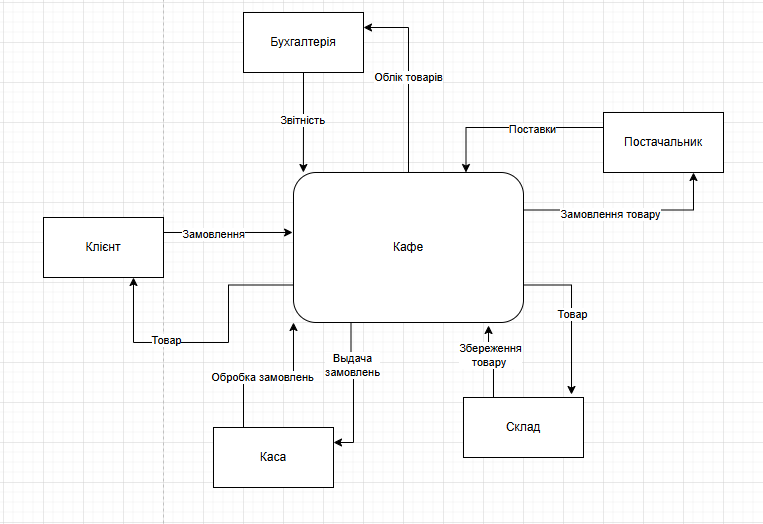 Бухгалтерія
Облік товарів
Звітність
Поставки
Постачальник
Замовлення товару
Замовлення
Клієнт
Кафе
Товар
Товар
Збереження
товару
Выдача
замовлень
Обробка замовлень
Склад
Каса